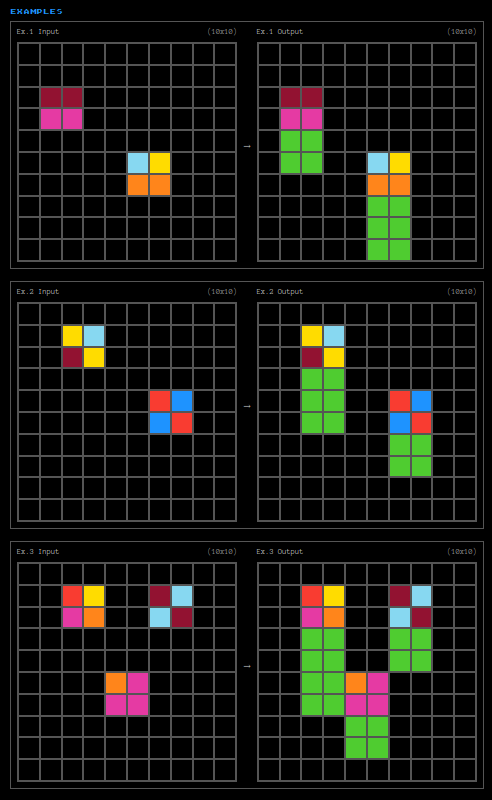 EXAMPLES
Ex.1 Input (10x10) Ex.1 Output (10x10)
→
Ex.2 Input (10x10) Ex.2 Output (10x10)
→
Ex.3 Input (10x10) Ex.3 Output (10x10)
→